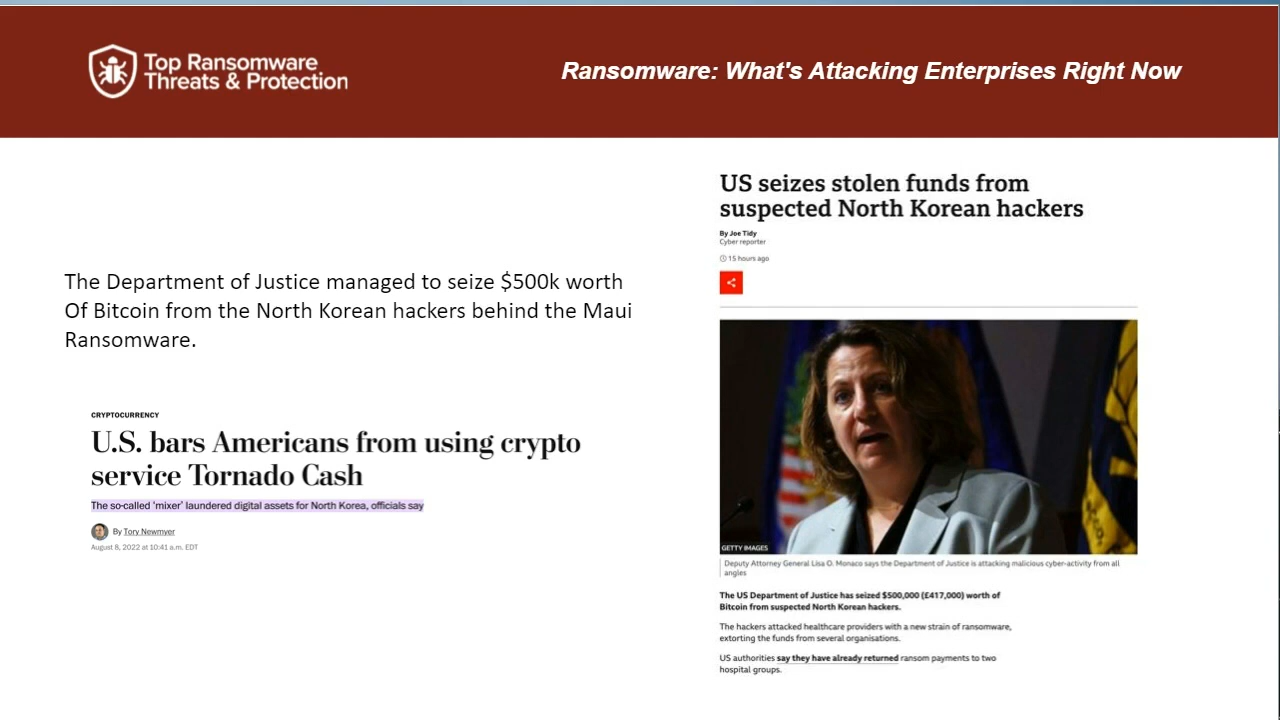 Top Ransomware
Threats & Protection
Ransomware: What's Attacking Enterprises Right Now
The Department of Justice managed to seize $500k worth
Of Bitcoin from the North Korean hackers behind the Maui
Ransomware.
CRYPTOCURRENCY
U.S. bars Americans from using crypto
service Tornado Cash
The so-called 'mixer' laundered digital assets for North Korea, officials say
By Tory Newmyer
August 8, 2022 at 10:41 a.m. EDT
US seizes stolen funds from
suspected North Korean hackers
By Joe Tidy
Cyber reporter
15 hours ago
GETTY IMAGES
Deputy Attorney General Lisa O. Monaco says the Department of Justice is attacking malicious cyber-activity from all
angles
The US Department of Justice has seized $500,000 (£417,000) worth of
Bitcoin from suspected North Korean hackers.
The hackers attacked healthcare providers with a new strain of ransomware,
extorting the funds from several organisations.
US authorities say they have already returned ransom payments to two
hospital groups.